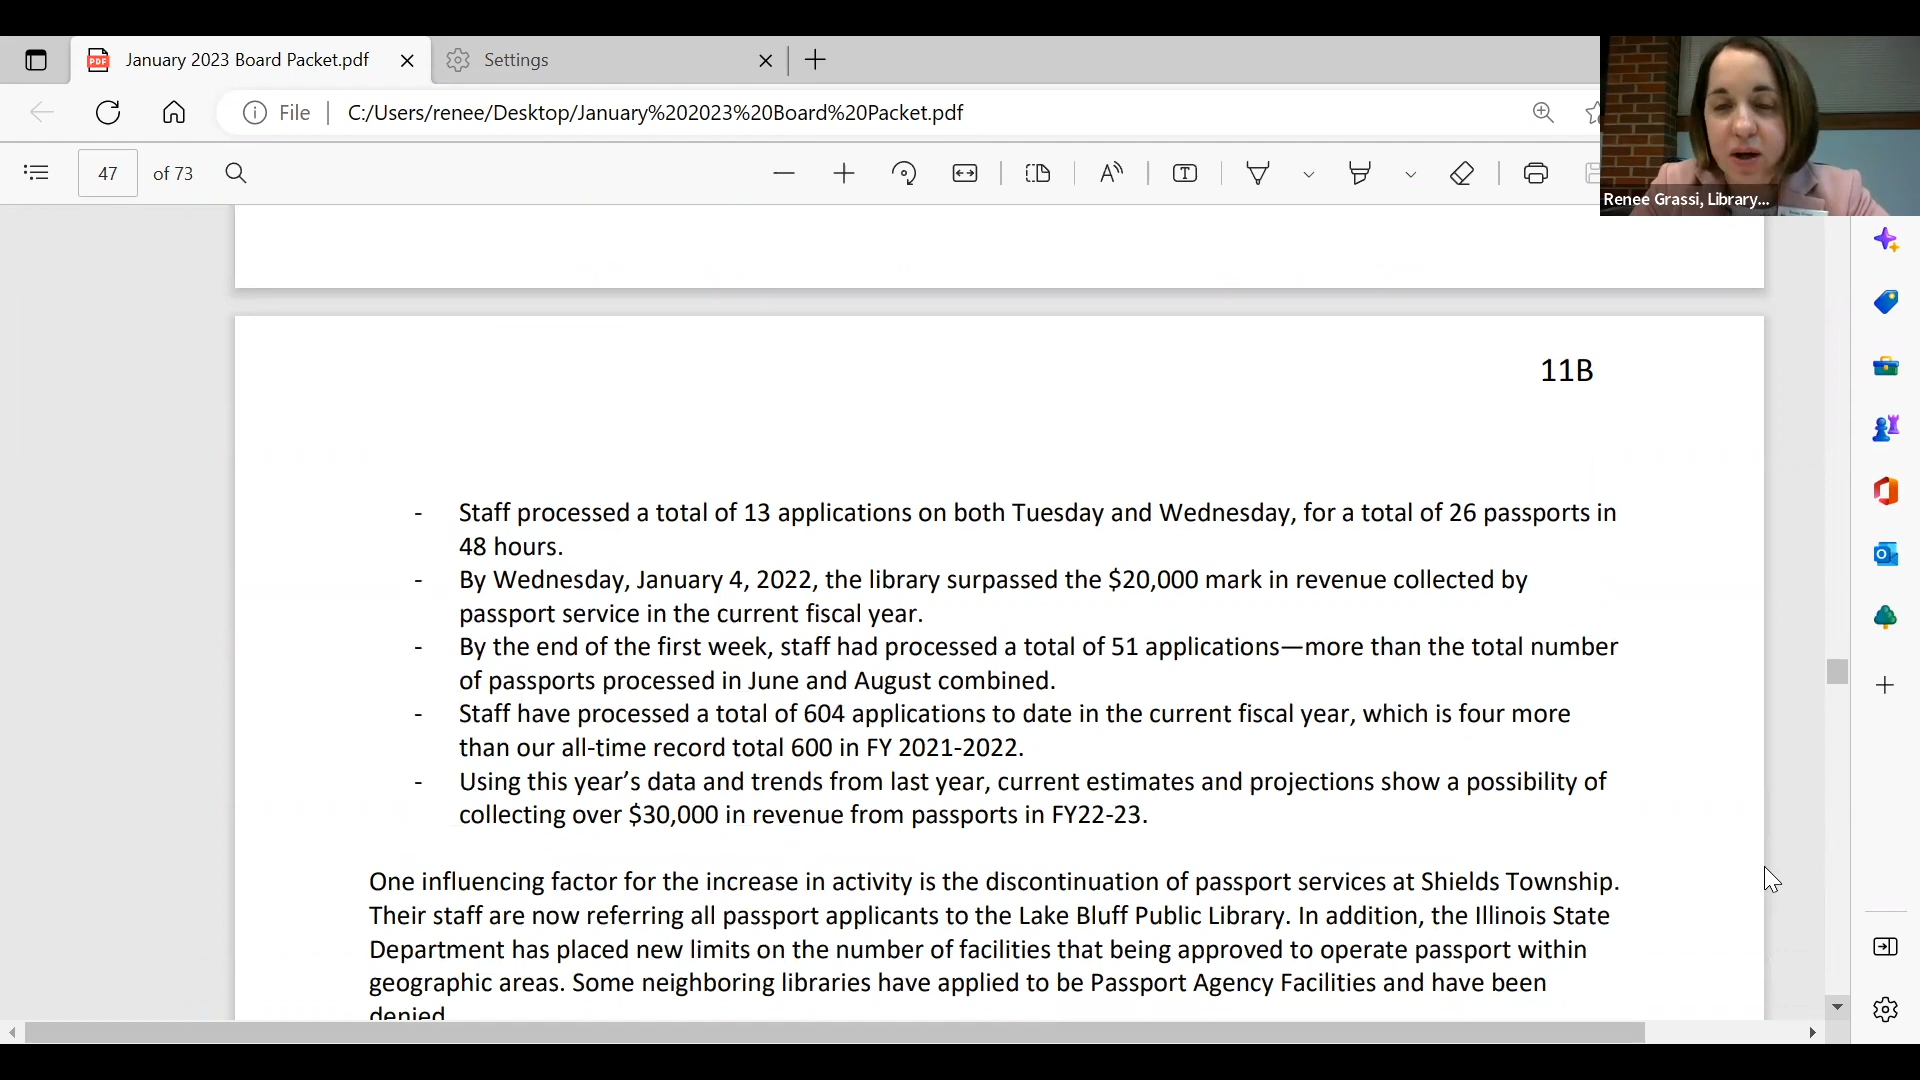 January 2023 Board Packet.pdf
Settings
File
C:/Users/renee/Desktop/January%202023%20Board%20Packet.pdf
47
of 73
Renee Grassi, Library...
11B
- Staff processed a total of 13 applications on both Tuesday and Wednesday, for a total of 26 passports in
48 hours.
- By Wednesday, January 4, 2022, the library surpassed the $20,000 mark in revenue collected by
passport service in the current fiscal year.
- By the end of the first week, staff had processed a total of 51 applications—more than the total number
of passports processed in June and August combined.
- Staff have processed a total of 604 applications to date in the current fiscal year, which is four more
than our all-time record total 600 in FY 2021-2022.
- Using this year's data and trends from last year, current estimates and projections show a possibility of
collecting over $30,000 in revenue from passports in FY22-23.
One influencing factor for the increase in activity is the discontinuation of passport services at Shields Township.
Their staff are now referring all passport applicants to the Lake Bluff Public Library. In addition, the Illinois State
Department has placed new limits on the number of facilities that being approved to operate passport within
geographic areas. Some neighboring libraries have applied to be Passport Agency Facilities and have been
denied